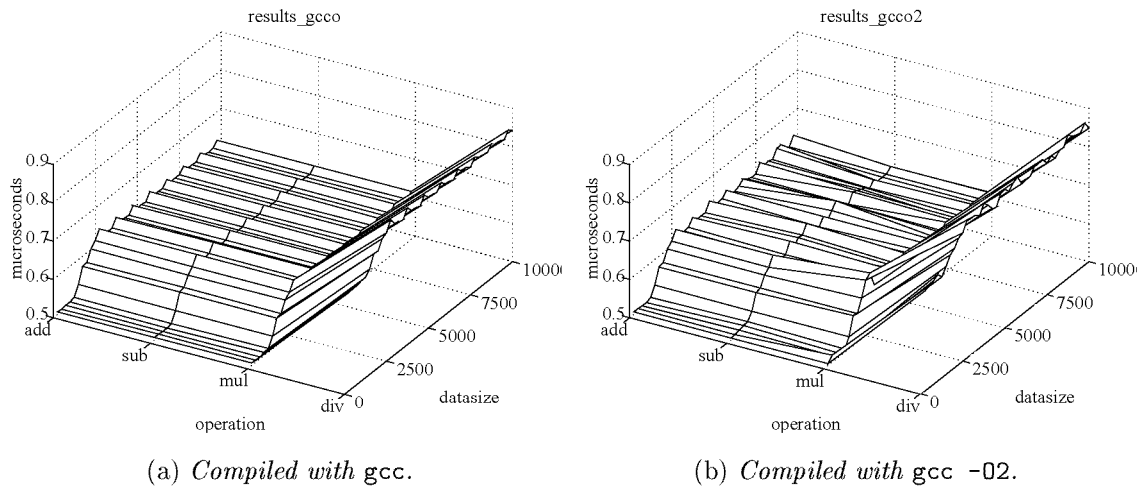 results_gcco
0.9
0.8
0.7
0.6
0.5
microseconds
add
sub
mul
div
operation
0
2500
5000
7500
10000
datasize
(a) Compiled with gcc.
results_gcco2
0.9
0.8
0.7
0.6
0.5
microseconds
add
sub
mul
div
operation
0
2500
5000
7500
1000
datasize
(b) Compiled with gcc -O2.